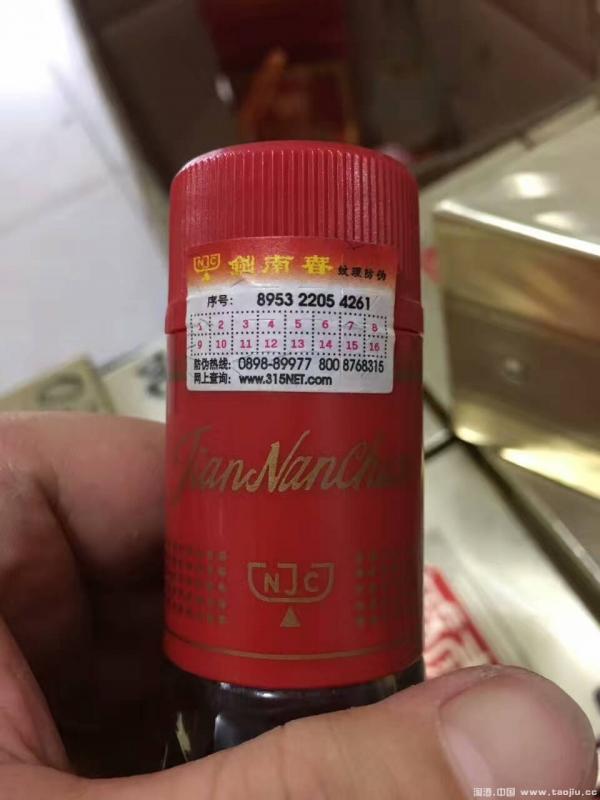 NJC 剑南春 纹理防伪
序号: 8953 2205 4261
1 2 3 4 5 6 7 8
9 10 11 12 13 14 15 16
防伪热线: 0898-89977 800 8768315
网上查询: www.315NET.com
JianNanChun
NJC
淘酒.中国 www.taojiu.cc